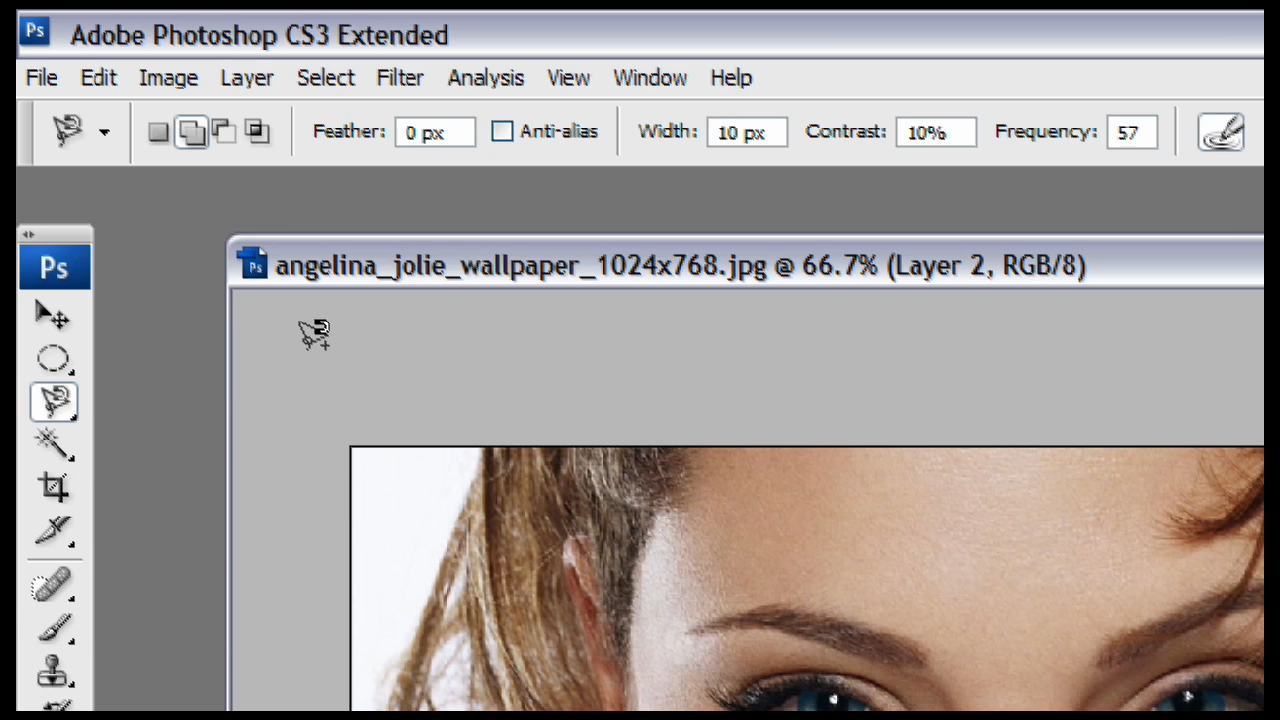 Ps Adobe Photoshop CS3 Extended
File Edit Image Layer Select Filter Analysis View Window Help
Feather: 0 px Anti-alias Width: 10 px Contrast: 10% Frequency: 57
Ps
Ps angelina_jolie_wallpaper_1024x768.jpg @ 66.7% (Layer 2, RGB/8)